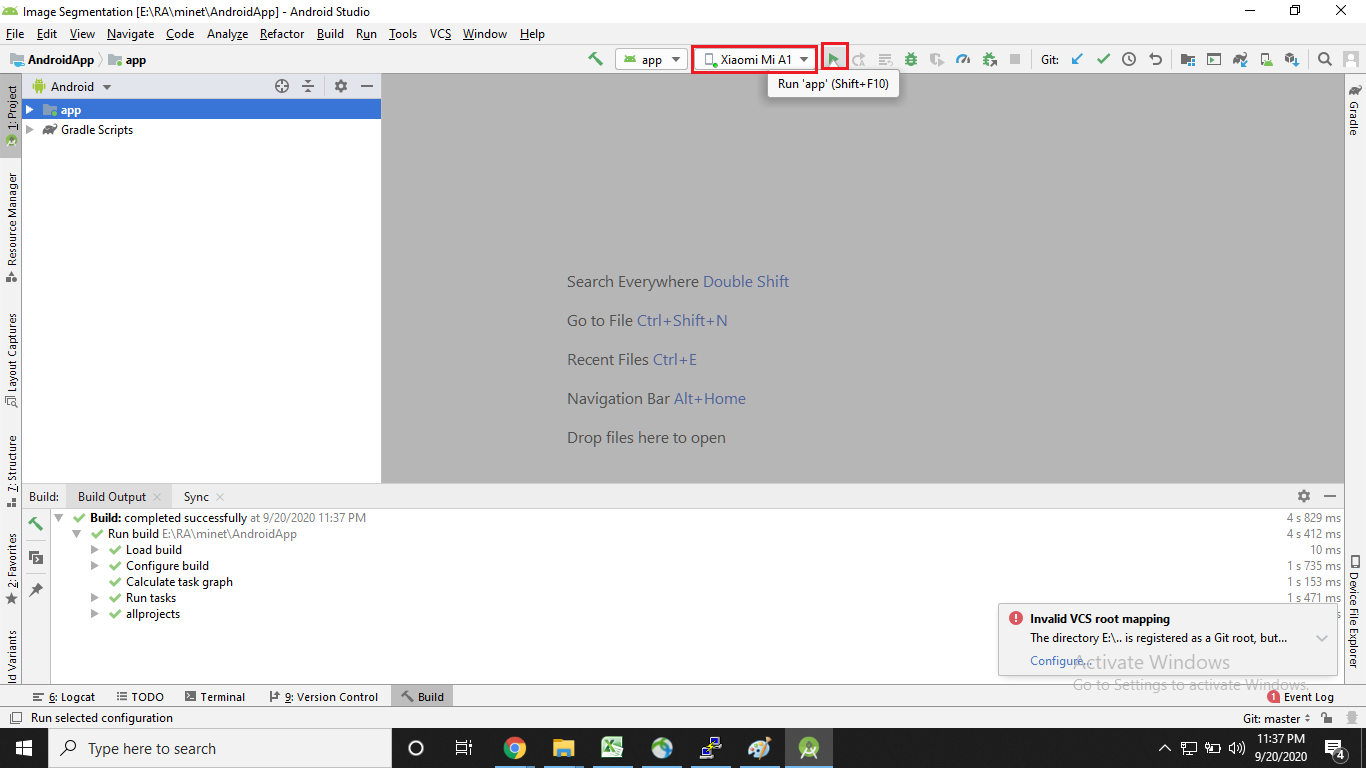 Image Segmentation [E:\RA\minet\AndroidApp] - Android Studio
File Edit View Navigate Code Analyze Refactor Build Run Tools VCS Window Help
AndroidApp app
app Xiaomi Mi A1 Git:
Run 'app' (Shift+F10)
Android
app
Gradle Scripts
1: Project
Resource Manager
Layout Captures
7: Structure
2: Favorites
ld Variants
Gradle
Device File Explorer
Search Everywhere Double Shift
Go to File Ctrl+Shift+N
Recent Files Ctrl+E
Navigation Bar Alt+Home
Drop files here to open
Build: Build Output Sync
Build: completed successfully at 9/20/2020 11:37 PM 4 s 829 ms
Run build E:\RA\minet\AndroidApp 4 s 412 ms
Load build 10 ms
Configure build 1 s 735 ms
Calculate task graph 1 s 153 ms
Run tasks 1 s 471 ms
allprojects
Invalid VCS root mapping
The directory E:\.. is registered as a Git root, but...
Configure...
Activate Windows
Go to Settings to activate Windows.
6: Logcat TODO Terminal 9: Version Control Build 1 Event Log
Run selected configuration Git: master
Type here to search
11:37 PM
9/20/2020
4